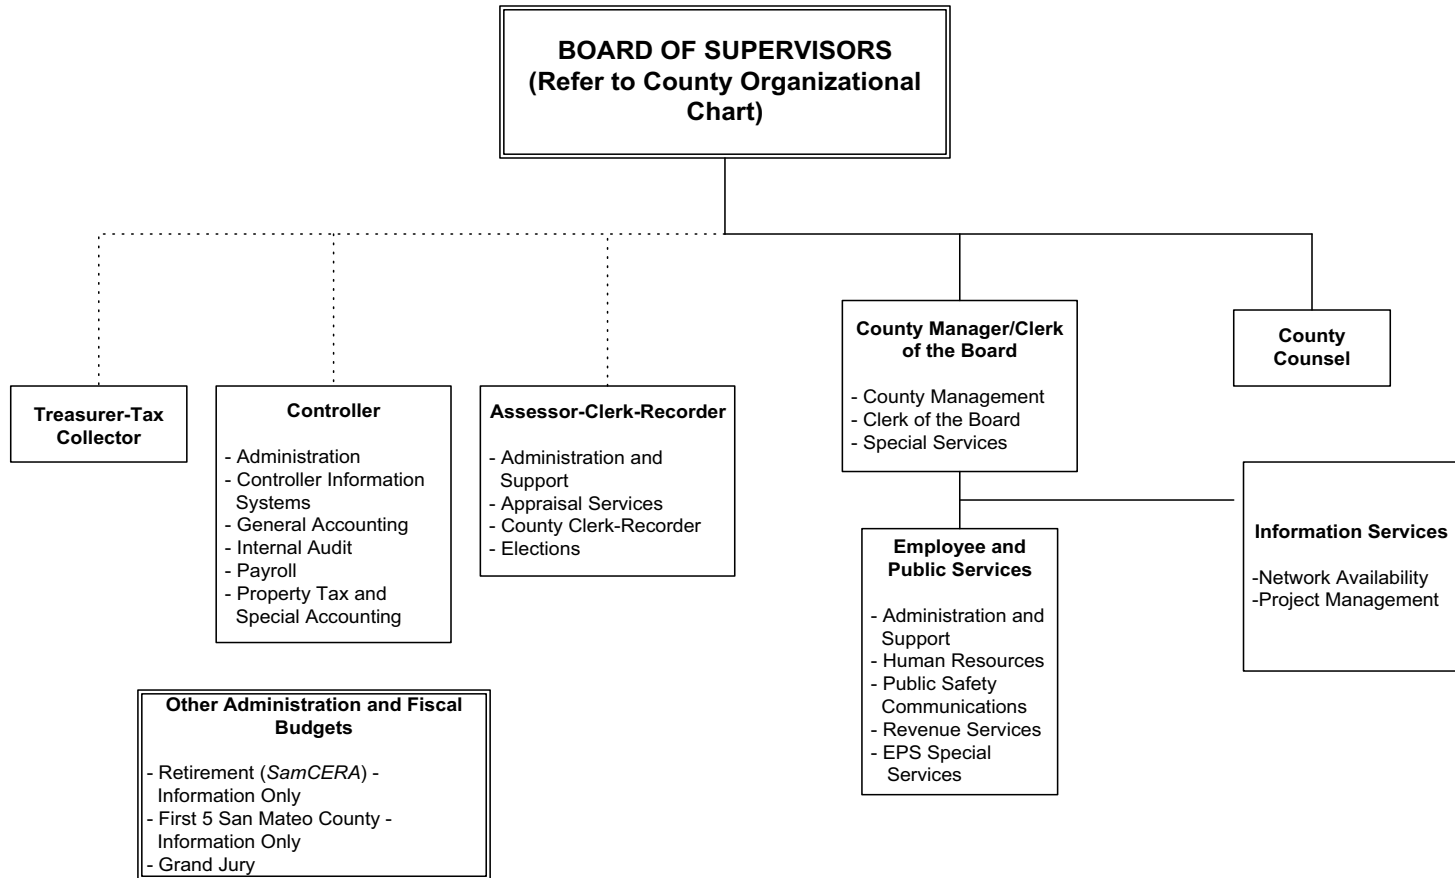 BOARD OF SUPERVISORS
(Refer to County Organizational
Chart)
County Manager/Clerk
of the Board
- County Management
- Clerk of the Board
- Special Services
County
Counsel
Treasurer-Tax
Collector
Controller
- Administration
- Controller Information
Systems
- General Accounting
- Internal Audit
- Payroll
- Property Tax and
Special Accounting
Assessor-Clerk-Recorder
- Administration and
Support
- Appraisal Services
- County Clerk-Recorder
- Elections
Employee and
Public Services
- Administration and
Support
- Human Resources
- Public Safety
Communications
- Revenue Services
- EPS Special
Services
Information Services
-Network Availability
-Project Management
Other Administration and Fiscal
Budgets
- Retirement (SamCERA) -
Information Only
- First 5 San Mateo County -
Information Only
- Grand Jury